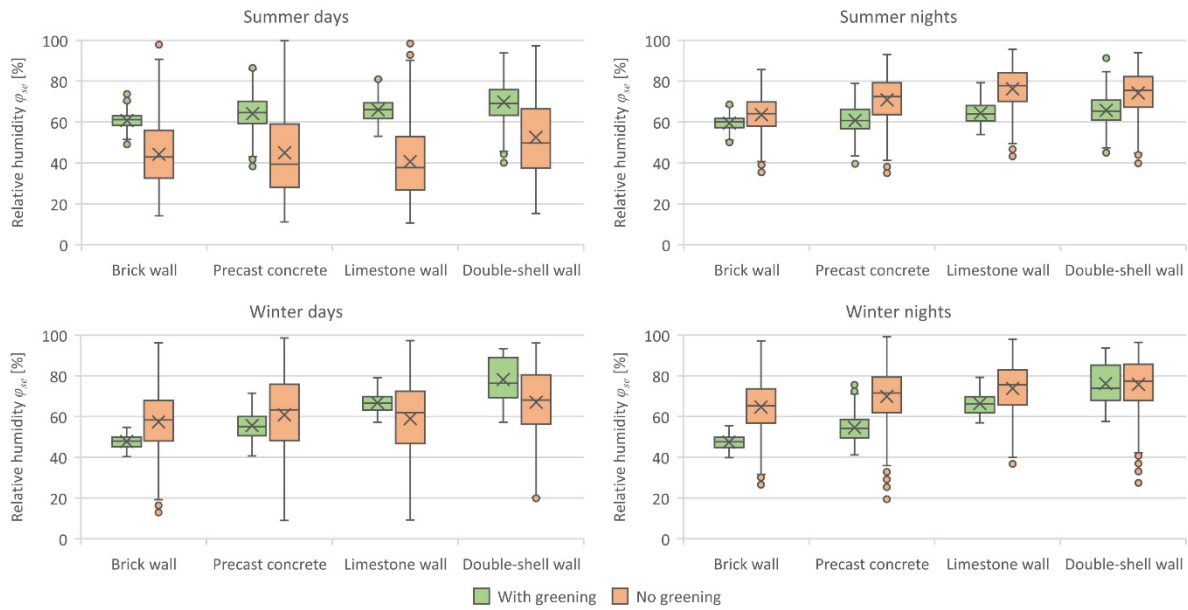 Summer days
Relative humidity φse [%]
100
80
60
40
20
0
Brick wall Precast concrete Limestone wall Double-shell wall
Summer nights
Relative humidity φse [%]
100
80
60
40
20
0
Brick wall Precast concrete Limestone wall Double-shell wall
Winter days
Relative humidity φse [%]
100
80
60
40
20
0
Brick wall Precast concrete Limestone wall Double-shell wall
Winter nights
Relative humidity φse [%]
100
80
60
40
20
0
Brick wall Precast concrete Limestone wall Double-shell wall
With greening No greening